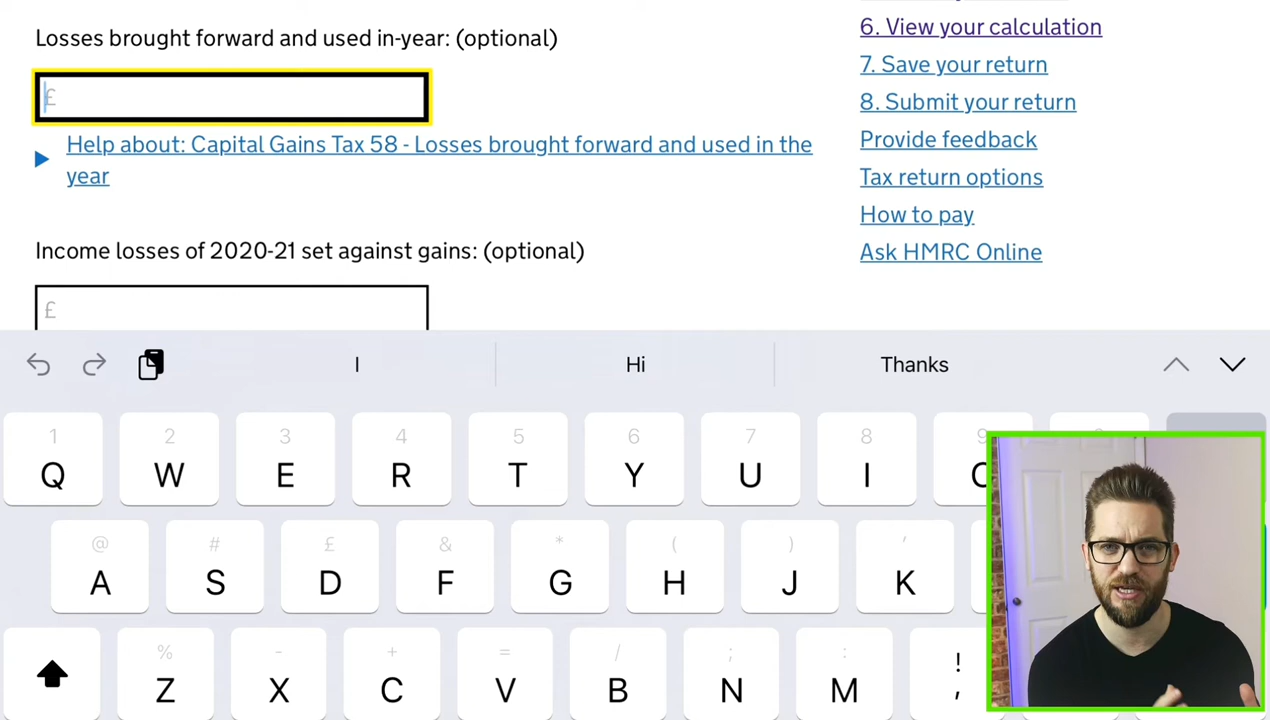 Losses brought forward and used in-year: (optional)
£
Help about: Capital Gains Tax 58 - Losses brought forward and used in the
year
Income losses of 2020-21 set against gains: (optional)
£
6. View your calculation
7. Save your return
8. Submit your return
Provide feedback
Tax return options
How to pay
Ask HMRC Online
I Hi Thanks
1 2 3 4 5 6 7 8 9
Q W E R T Y U I
@ # £ & * ( ) '
A S D F G H J K
% - + = / ; : !
Z X C V B N M ,